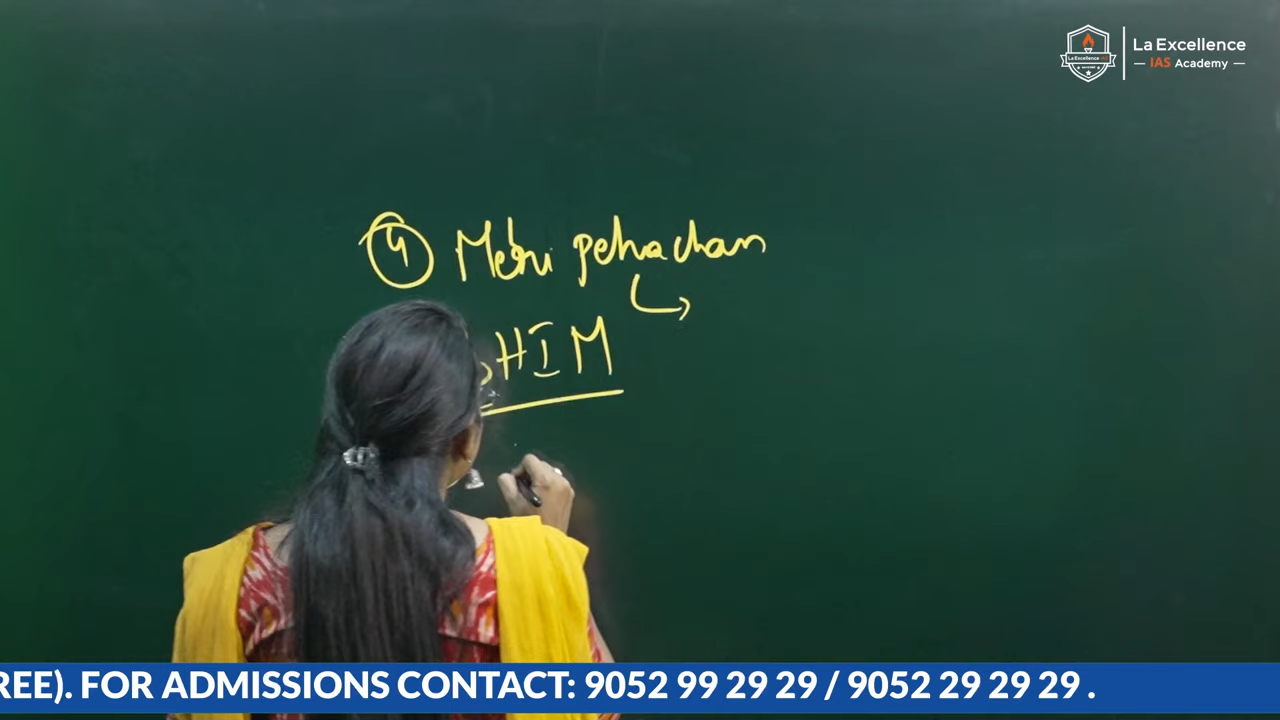 La Excellence
IAS Academy
4 Meri pehachan
HIM
REE). FOR ADMISSIONS CONTACT: 9052 99 29 29 / 9052 29 29 29 .